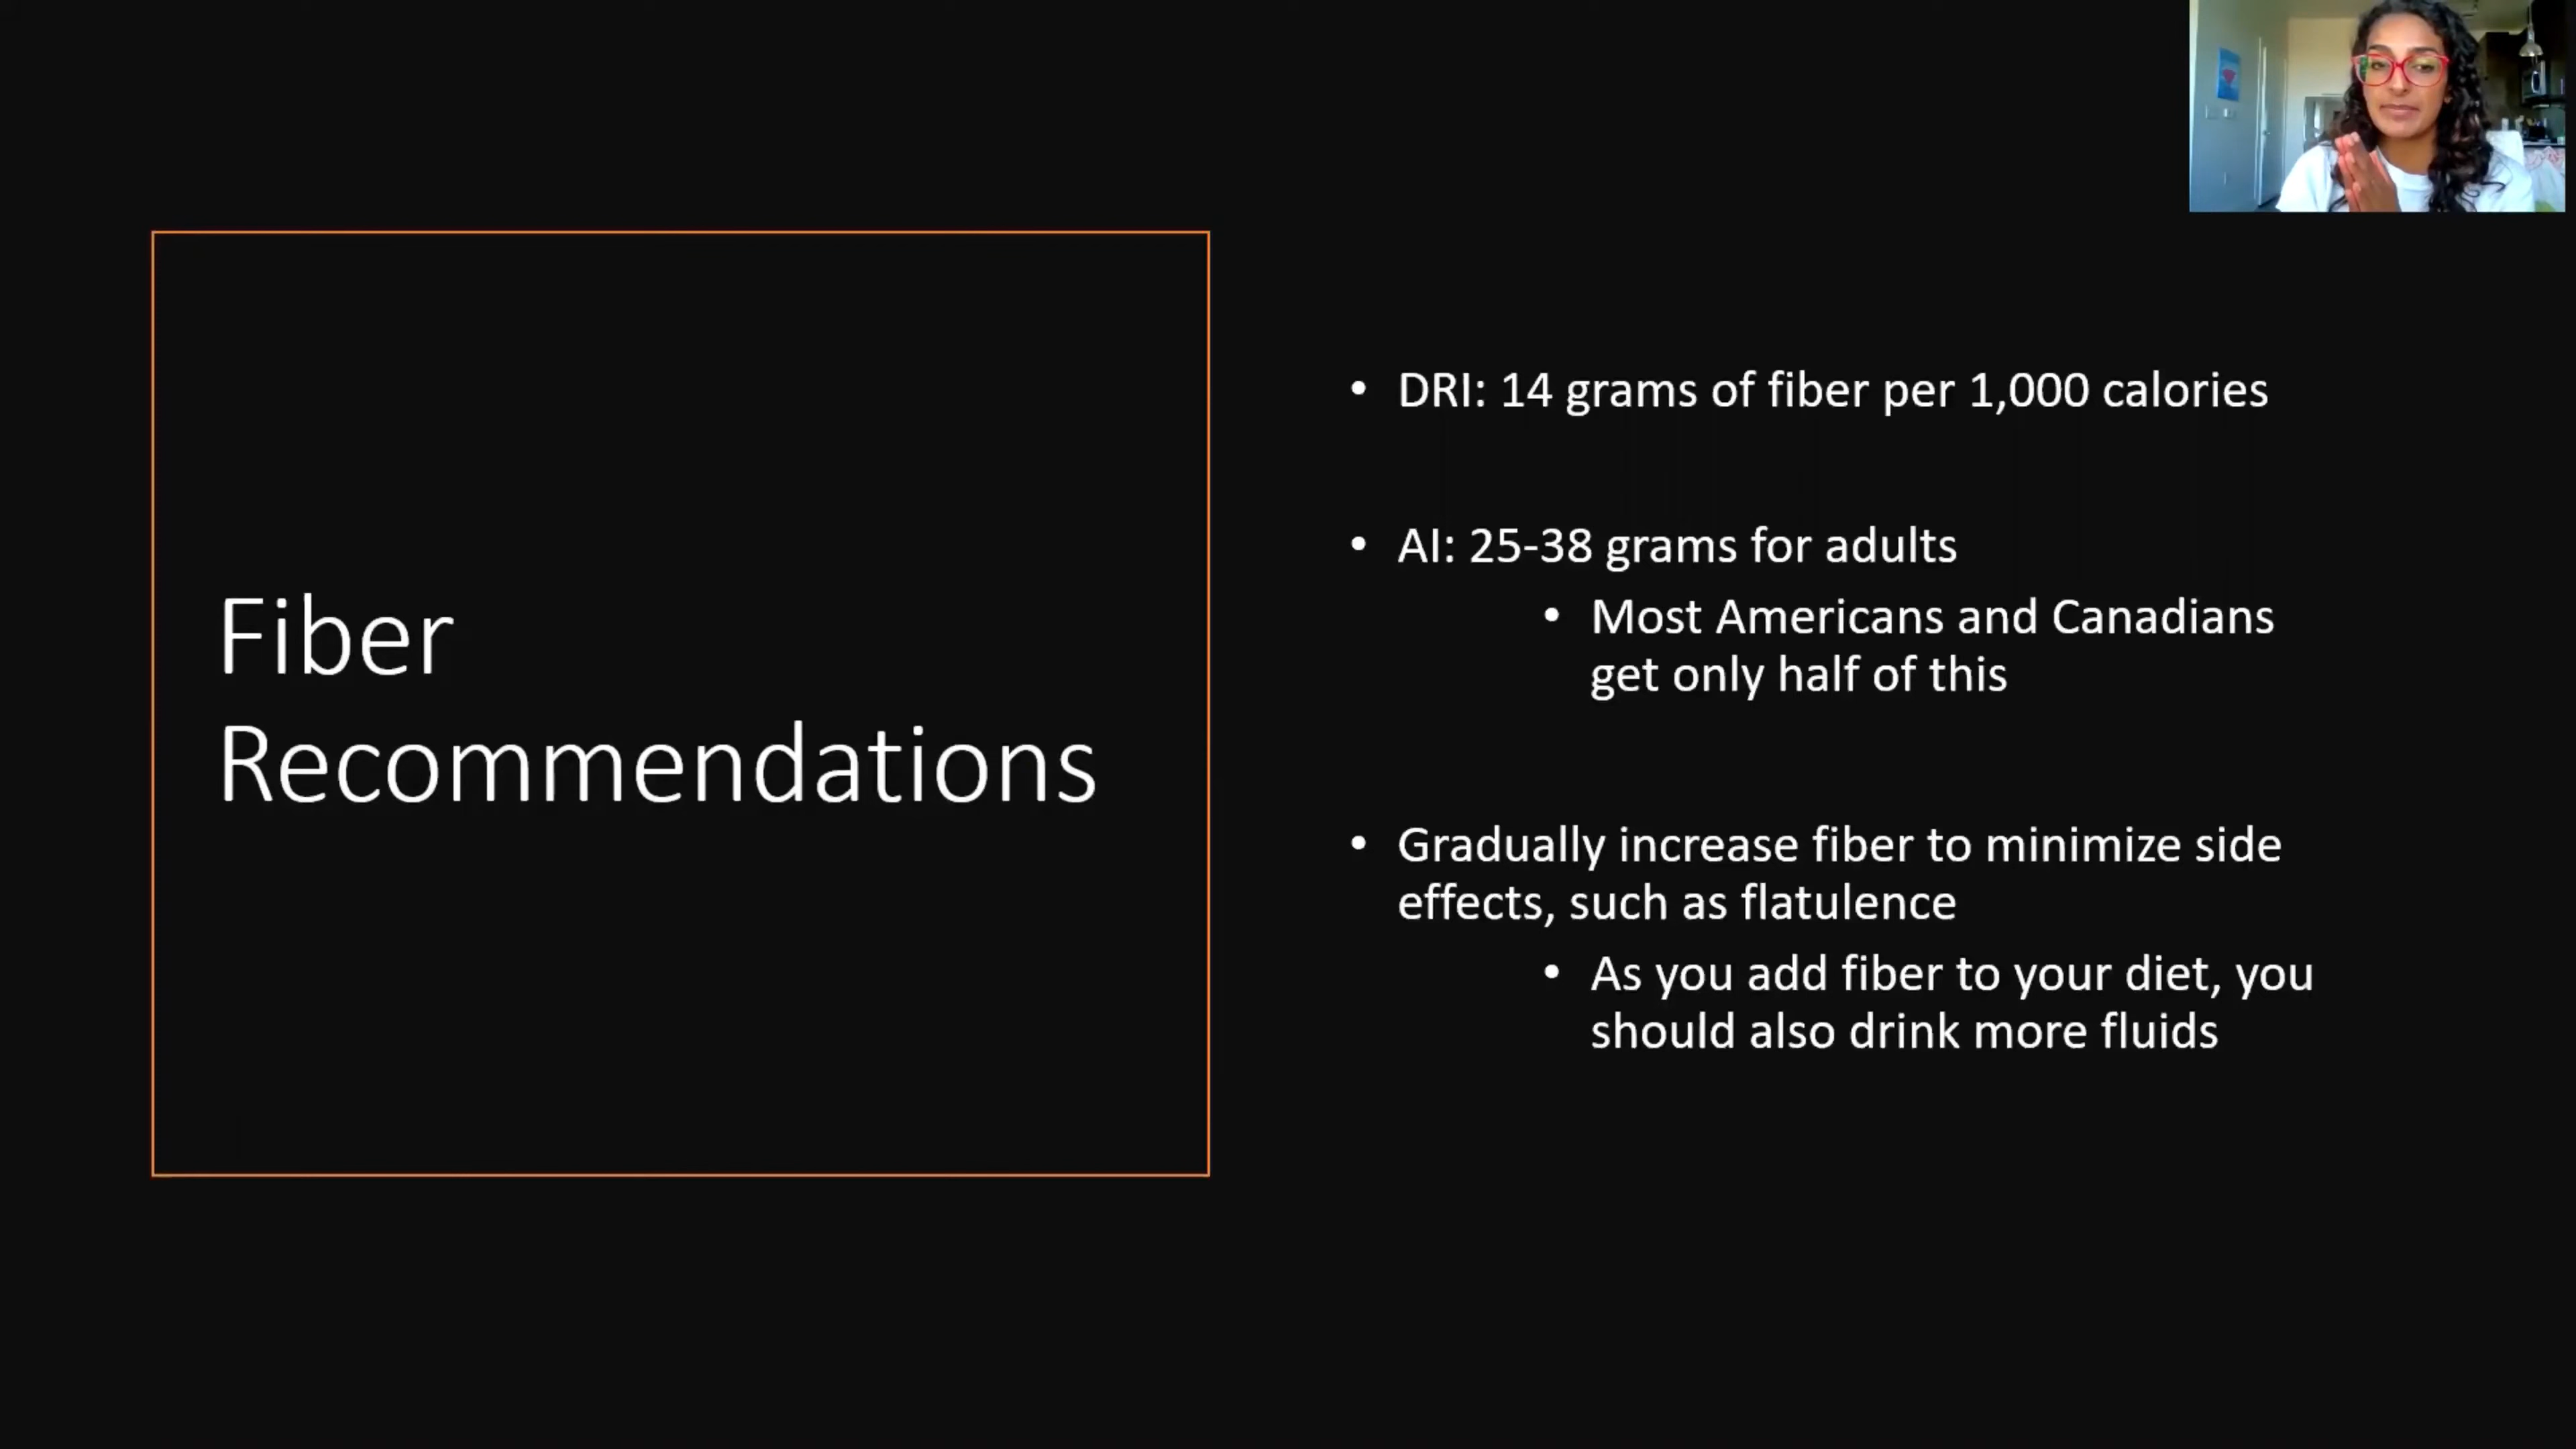 Fiber
Recommendations
• DRI: 14 grams of fiber per 1,000 calories
• AI: 25-38 grams for adults
• Most Americans and Canadians
get only half of this
• Gradually increase fiber to minimize side
effects, such as flatulence
• As you add fiber to your diet, you
should also drink more fluids